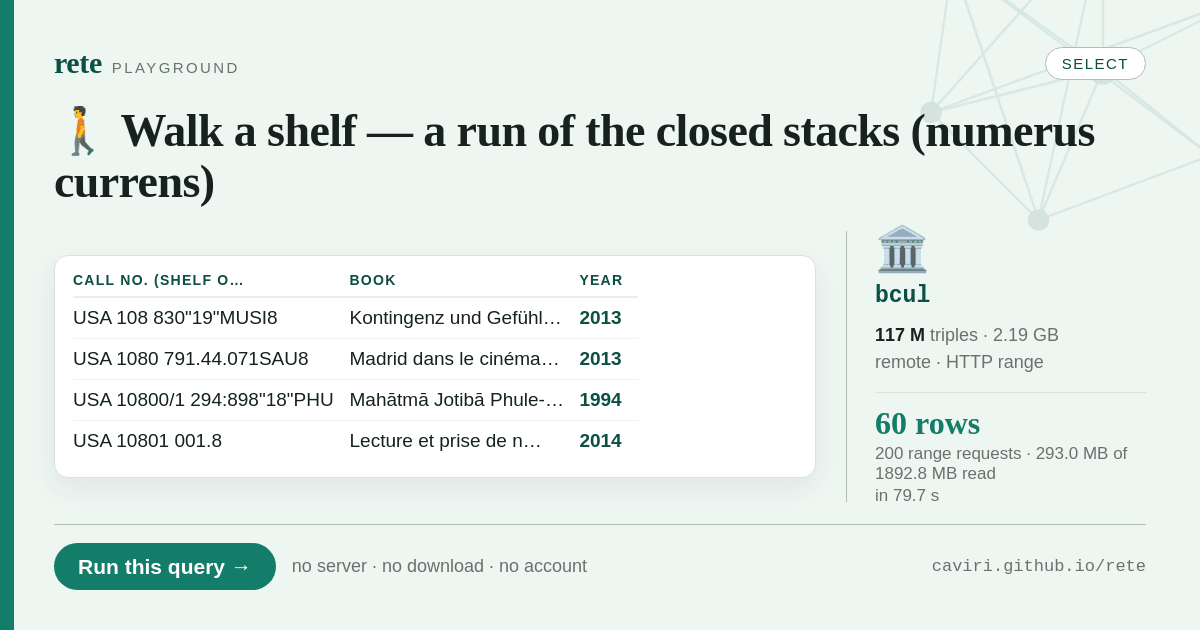 rete PLAYGROUND
SELECT
Walk a shelf — a run of the closed stacks (numerus
currens)
CALL NO. (SHELF O… BOOK YEAR
USA 108 830"19"MUSI8 Kontingenz und Gefühl… 2013
USA 1080 791.44.071SAU8 Madrid dans le cinéma… 2013
USA 10800/1 294:898"18"PHU Mahātmā Jotibā Phule-… 1994
USA 10801 001.8 Lecture et prise de n… 2014
bcul
117 M triples · 2.19 GB
remote · HTTP range
60 rows
200 range requests · 293.0 MB of
1892.8 MB read
in 79.7 s
Run this query → no server · no download · no account
caviri.github.io/rete